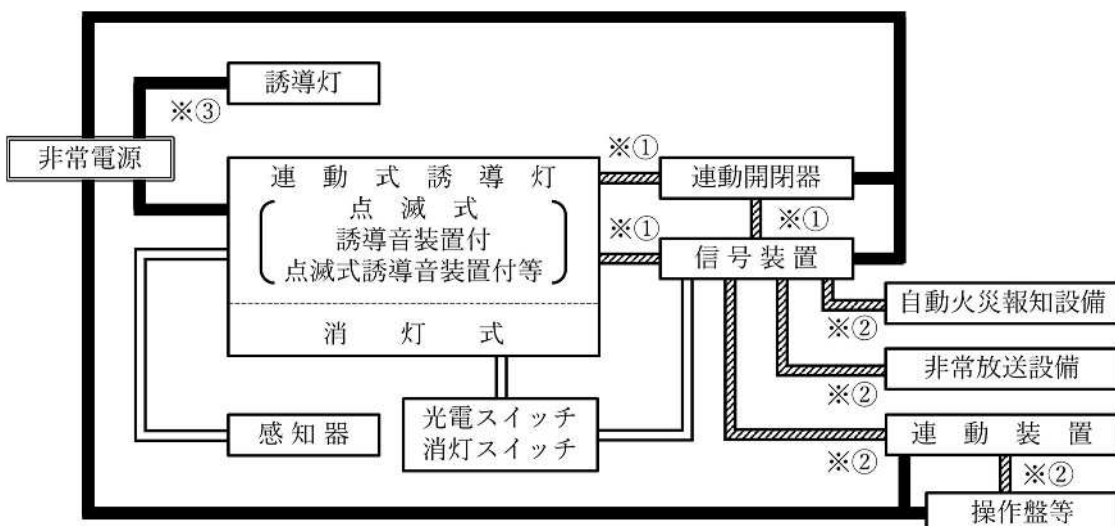 誘導灯
※③
非常電源
連動式誘導灯
点滅式
誘導音装置付
点滅式誘導音装置付等
消灯式
※①
連動開閉器
※①
※①
信号装置
自動火災報知設備
※②
非常放送設備
※②
感知器
光電スイッチ
消灯スイッチ
連動装置
※②
※②
操作盤等